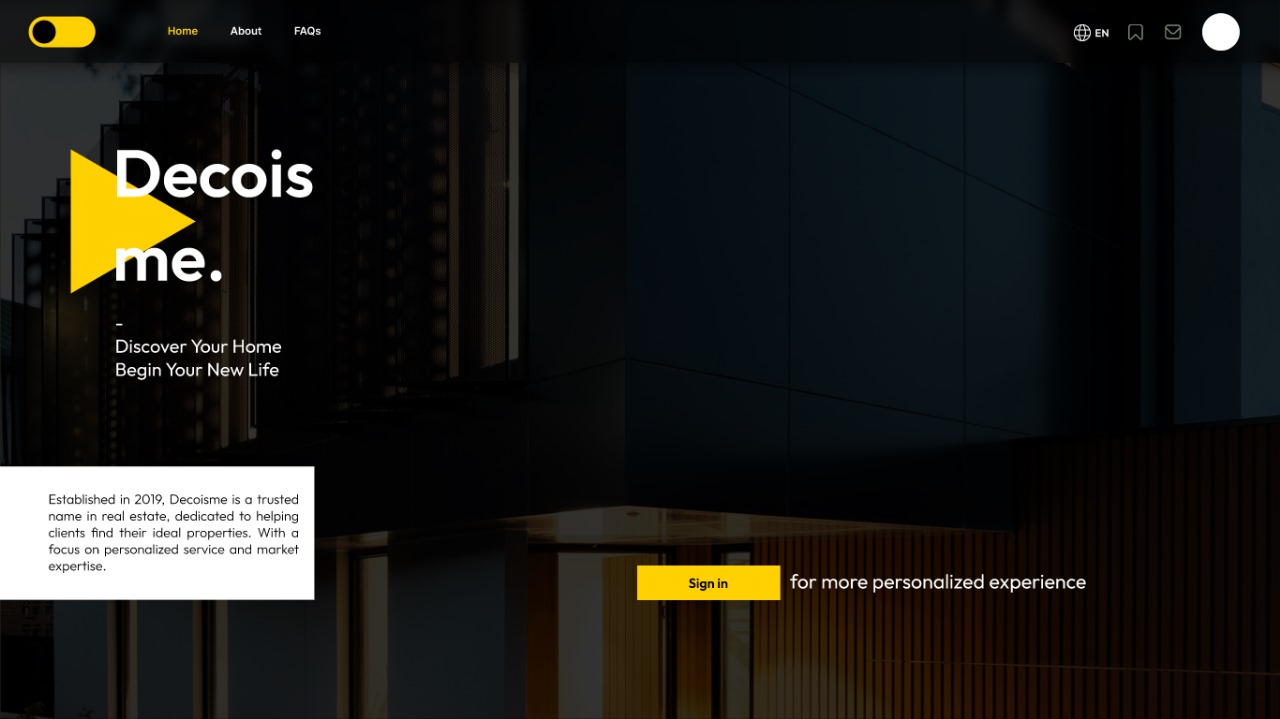 Home About FAQs EN
Decois
me.
-
Discover Your Home
Begin Your New Life
Established in 2019, Decoisme is a trusted
name in real estate, dedicated to helping
clients find their ideal properties. With a
focus on personalized service and market
expertise.
Sign in for more personalized experience